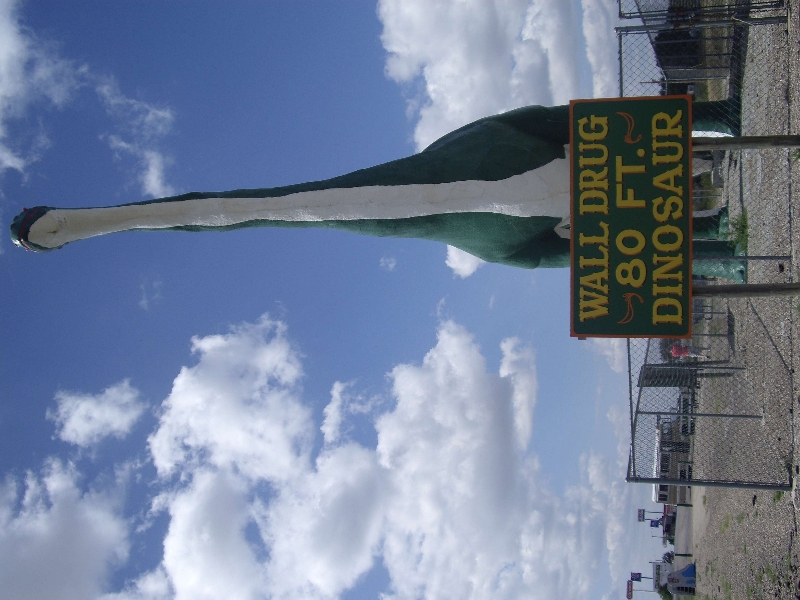 WALL DRUG
80 FT.
DINOSAUR